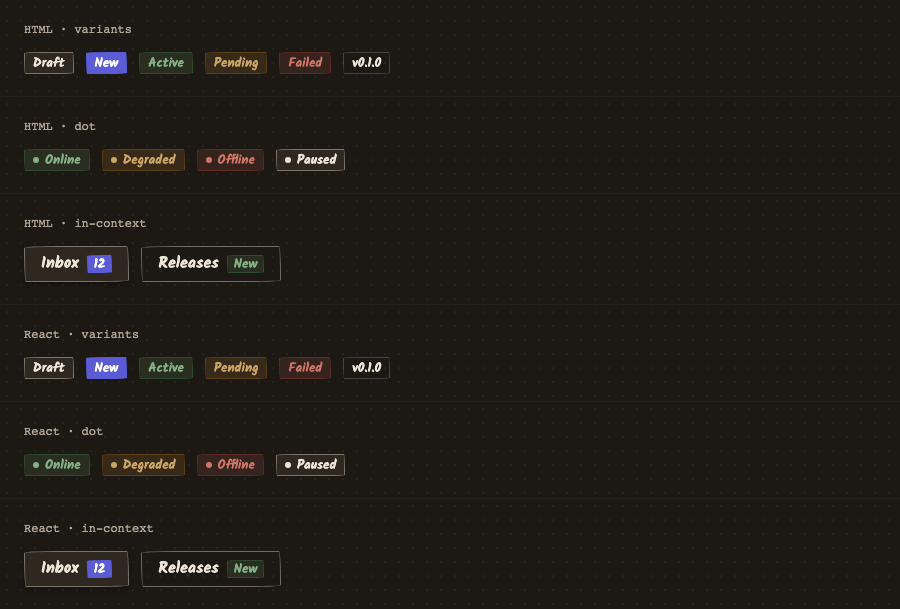 HTML · variants
Draft New Active Pending Failed v0.1.0
HTML · dot
Online Degraded Offline Paused
HTML · in-context
Inbox 12 Releases New
React · variants
Draft New Active Pending Failed v0.1.0
React · dot
Online Degraded Offline Paused
React · in-context
Inbox 12 Releases New